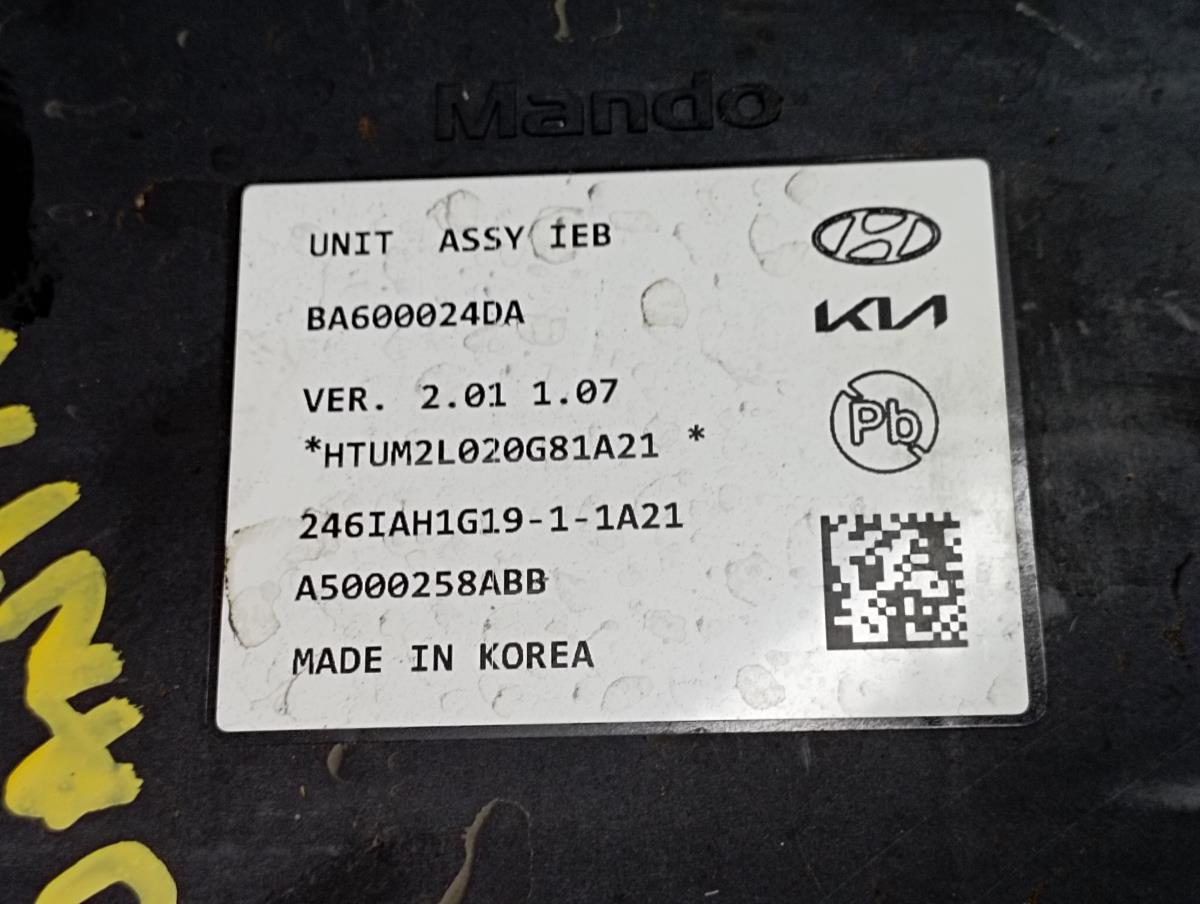 Mando
UNIT ASSY IEB
BA600024DA
KIA
VER. 2.01 1.07
*HTUM2L020G81A21 *
Pb
246IAH1G19-1-1A21
A5000258ABB
MADE IN KOREA